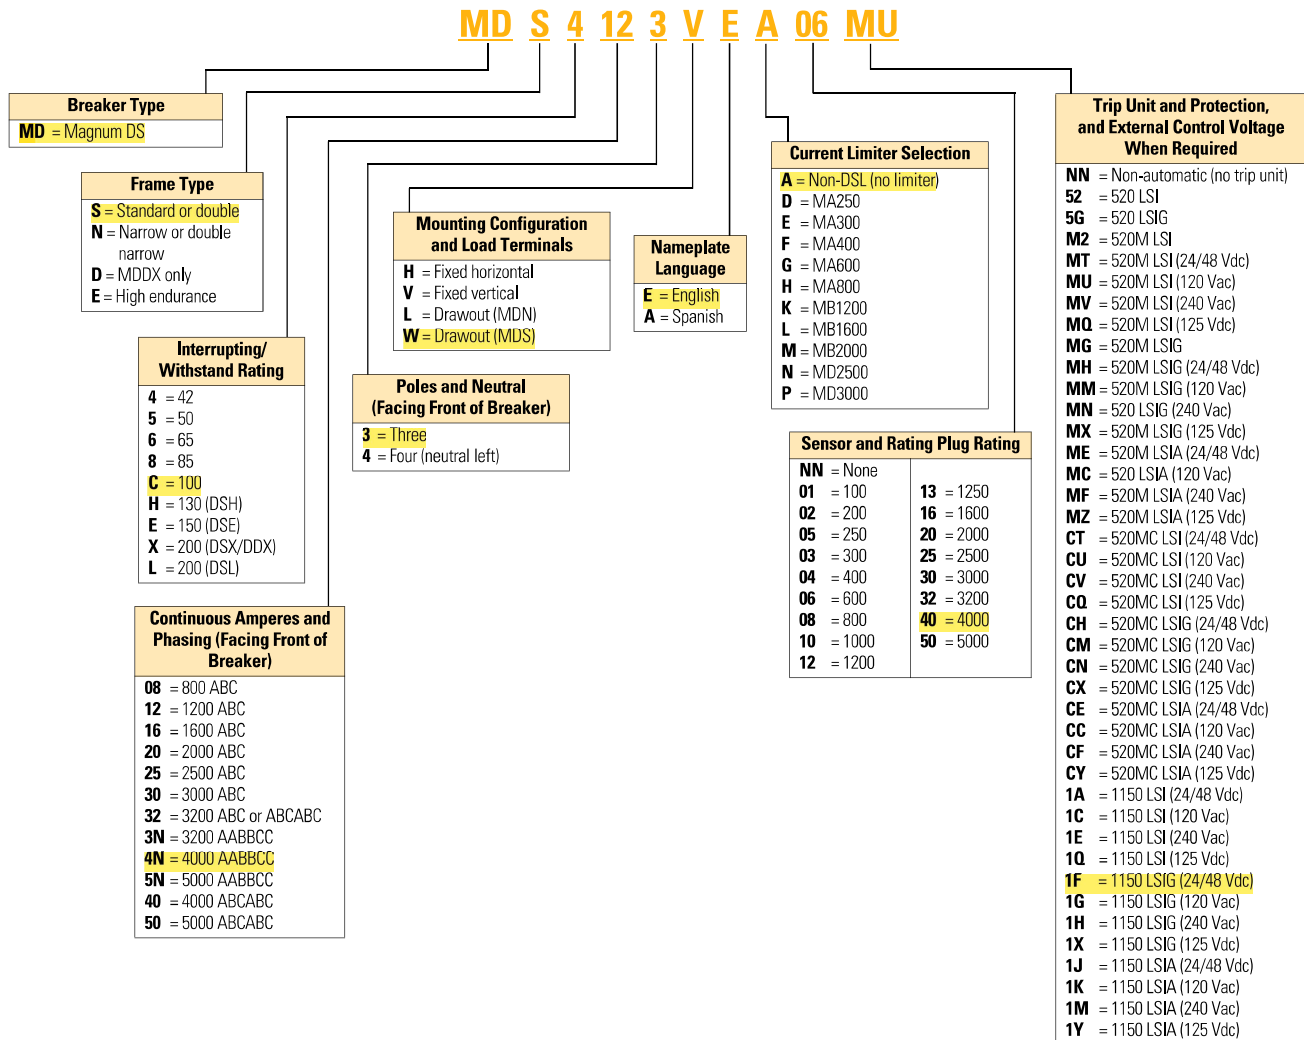 MD S 4 12 3 V E A 06 MU
Breaker Type
MD = Magnum DS
Frame Type
S = Standard or double
N = Narrow or double
narrow
D = MDDX only
E = High endurance
Interrupting/
Withstand Rating
4 = 42
5 = 50
6 = 65
8 = 85
C = 100
H = 130 (DSH)
E = 150 (DSE)
X = 200 (DSX/DDX)
L = 200 (DSL)
Continuous Amperes and
Phasing (Facing Front of
Breaker)
08 = 800 ABC
12 = 1200 ABC
16 = 1600 ABC
20 = 2000 ABC
25 = 2500 ABC
30 = 3000 ABC
32 = 3200 ABC or ABCABC
3N = 3200 AABBCC
4N = 4000 AABBCC
5N = 5000 AABBCC
40 = 4000 ABCABC
50 = 5000 ABCABC
Poles and Neutral
(Facing Front of Breaker)
3 = Three
4 = Four (neutral left)
Mounting Configuration
and Load Terminals
H = Fixed horizontal
V = Fixed vertical
L = Drawout (MDN)
W = Drawout (MDS)
Nameplate
Language
E = English
A = Spanish
Current Limiter Selection
A = Non-DSL (no limiter)
D = MA250
E = MA300
F = MA400
G = MA600
H = MA800
K = MB1200
L = MB1600
M = MB2000
N = MD2500
P = MD3000
Sensor and Rating Plug Rating
NN = None
01 = 100
02 = 200
05 = 250
03 = 300
04 = 400
06 = 600
08 = 800
10 = 1000
12 = 1200
13 = 1250
16 = 1600
20 = 2000
25 = 2500
30 = 3000
32 = 3200
40 = 4000
50 = 5000
Trip Unit and Protection,
and External Control Voltage
When Required
NN = Non-automatic (no trip unit)
52 = 520 LSI
5G = 520 LSIG
M2 = 520M LSI
MT = 520M LSI (24/48 Vdc)
MU = 520M LSI (120 Vac)
MV = 520M LSI (240 Vac)
MQ = 520M LSI (125 Vdc)
MG = 520M LSIG
MH = 520M LSIG (24/48 Vdc)
MM = 520M LSIG (120 Vac)
MN = 520 LSIG (240 Vac)
MX = 520M LSIG (125 Vdc)
ME = 520M LSIA (24/48 Vdc)
MC = 520 LSIA (120 Vac)
MF = 520M LSIA (240 Vac)
MZ = 520M LSIA (125 Vdc)
CT = 520MC LSI (24/48 Vdc)
CU = 520MC LSI (120 Vac)
CV = 520MC LSI (240 Vac)
CQ = 520MC LSI (125 Vdc)
CH = 520MC LSIG (24/48 Vdc)
CM = 520MC LSIG (120 Vac)
CN = 520MC LSIG (240 Vac)
CX = 520MC LSIG (125 Vdc)
CE = 520MC LSIA (24/48 Vdc)
CC = 520MC LSIA (120 Vac)
CF = 520MC LSIA (240 Vac)
CY = 520MC LSIA (125 Vdc)
1A = 1150 LSI (24/48 Vdc)
1C = 1150 LSI (120 Vac)
1E = 1150 LSI (240 Vac)
1Q = 1150 LSI (125 Vdc)
1F = 1150 LSIG (24/48 Vdc)
1G = 1150 LSIG (120 Vac)
1H = 1150 LSIG (240 Vac)
1X = 1150 LSIG (125 Vdc)
1J = 1150 LSIA (24/48 Vdc)
1K = 1150 LSIA (120 Vac)
1M = 1150 LSIA (240 Vac)
1Y = 1150 LSIA (125 Vdc)